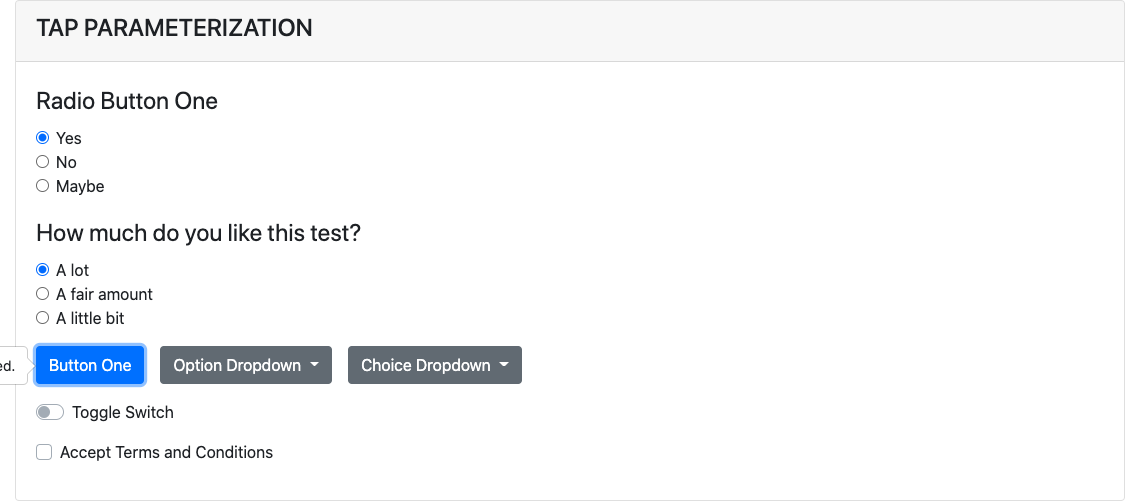 TAP PARAMETERIZATION
Radio Button One
Yes
No
Maybe
How much do you like this test?
A lot
A fair amount
A little bit
ed. Button One Option Dropdown Choice Dropdown
Toggle Switch
Accept Terms and Conditions